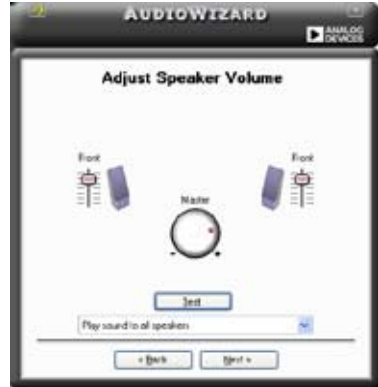 AUDIOWIZARD
ANALOG
DEVICES
Adjust Speaker Volume
Front Front
Master
- +
Test
Play sound to all speakers
< Back Next >